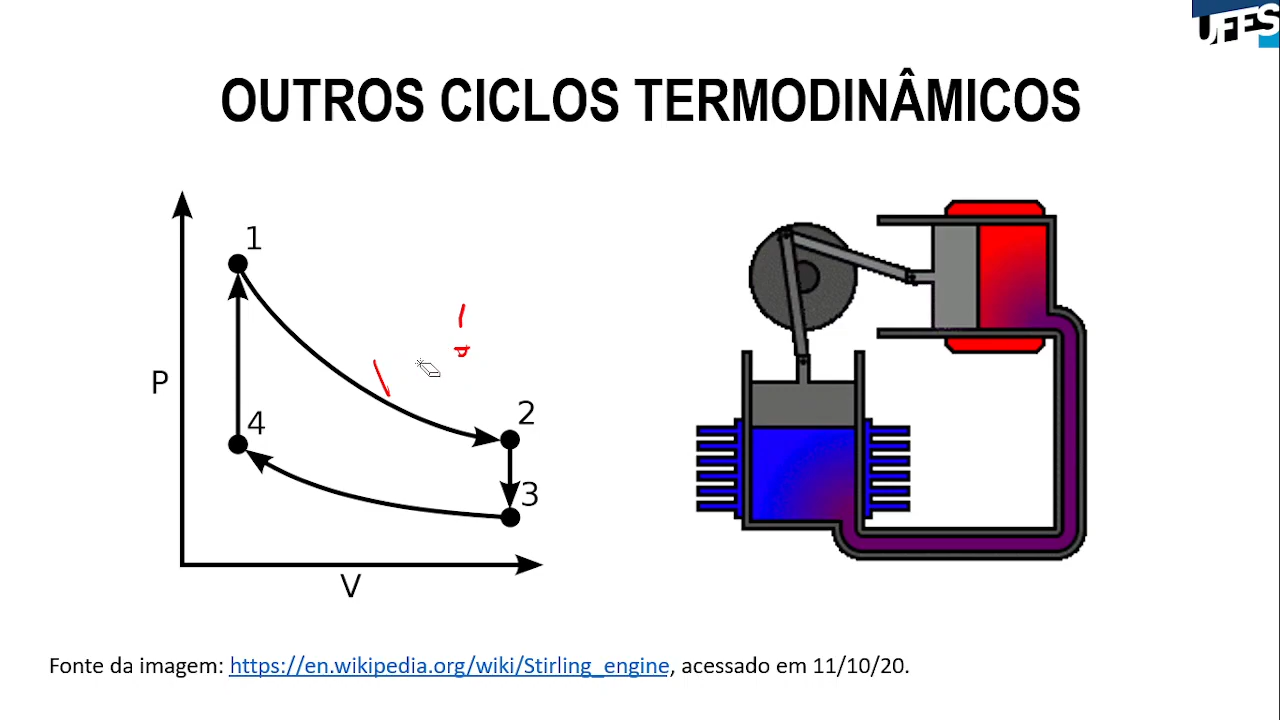 UFES
OUTROS CICLOS TERMODINÂMICOS
1
P
4
2
3
V
Fonte da imagem: https://en.wikipedia.org/wiki/Stirling_engine, acessado em 11/10/20.